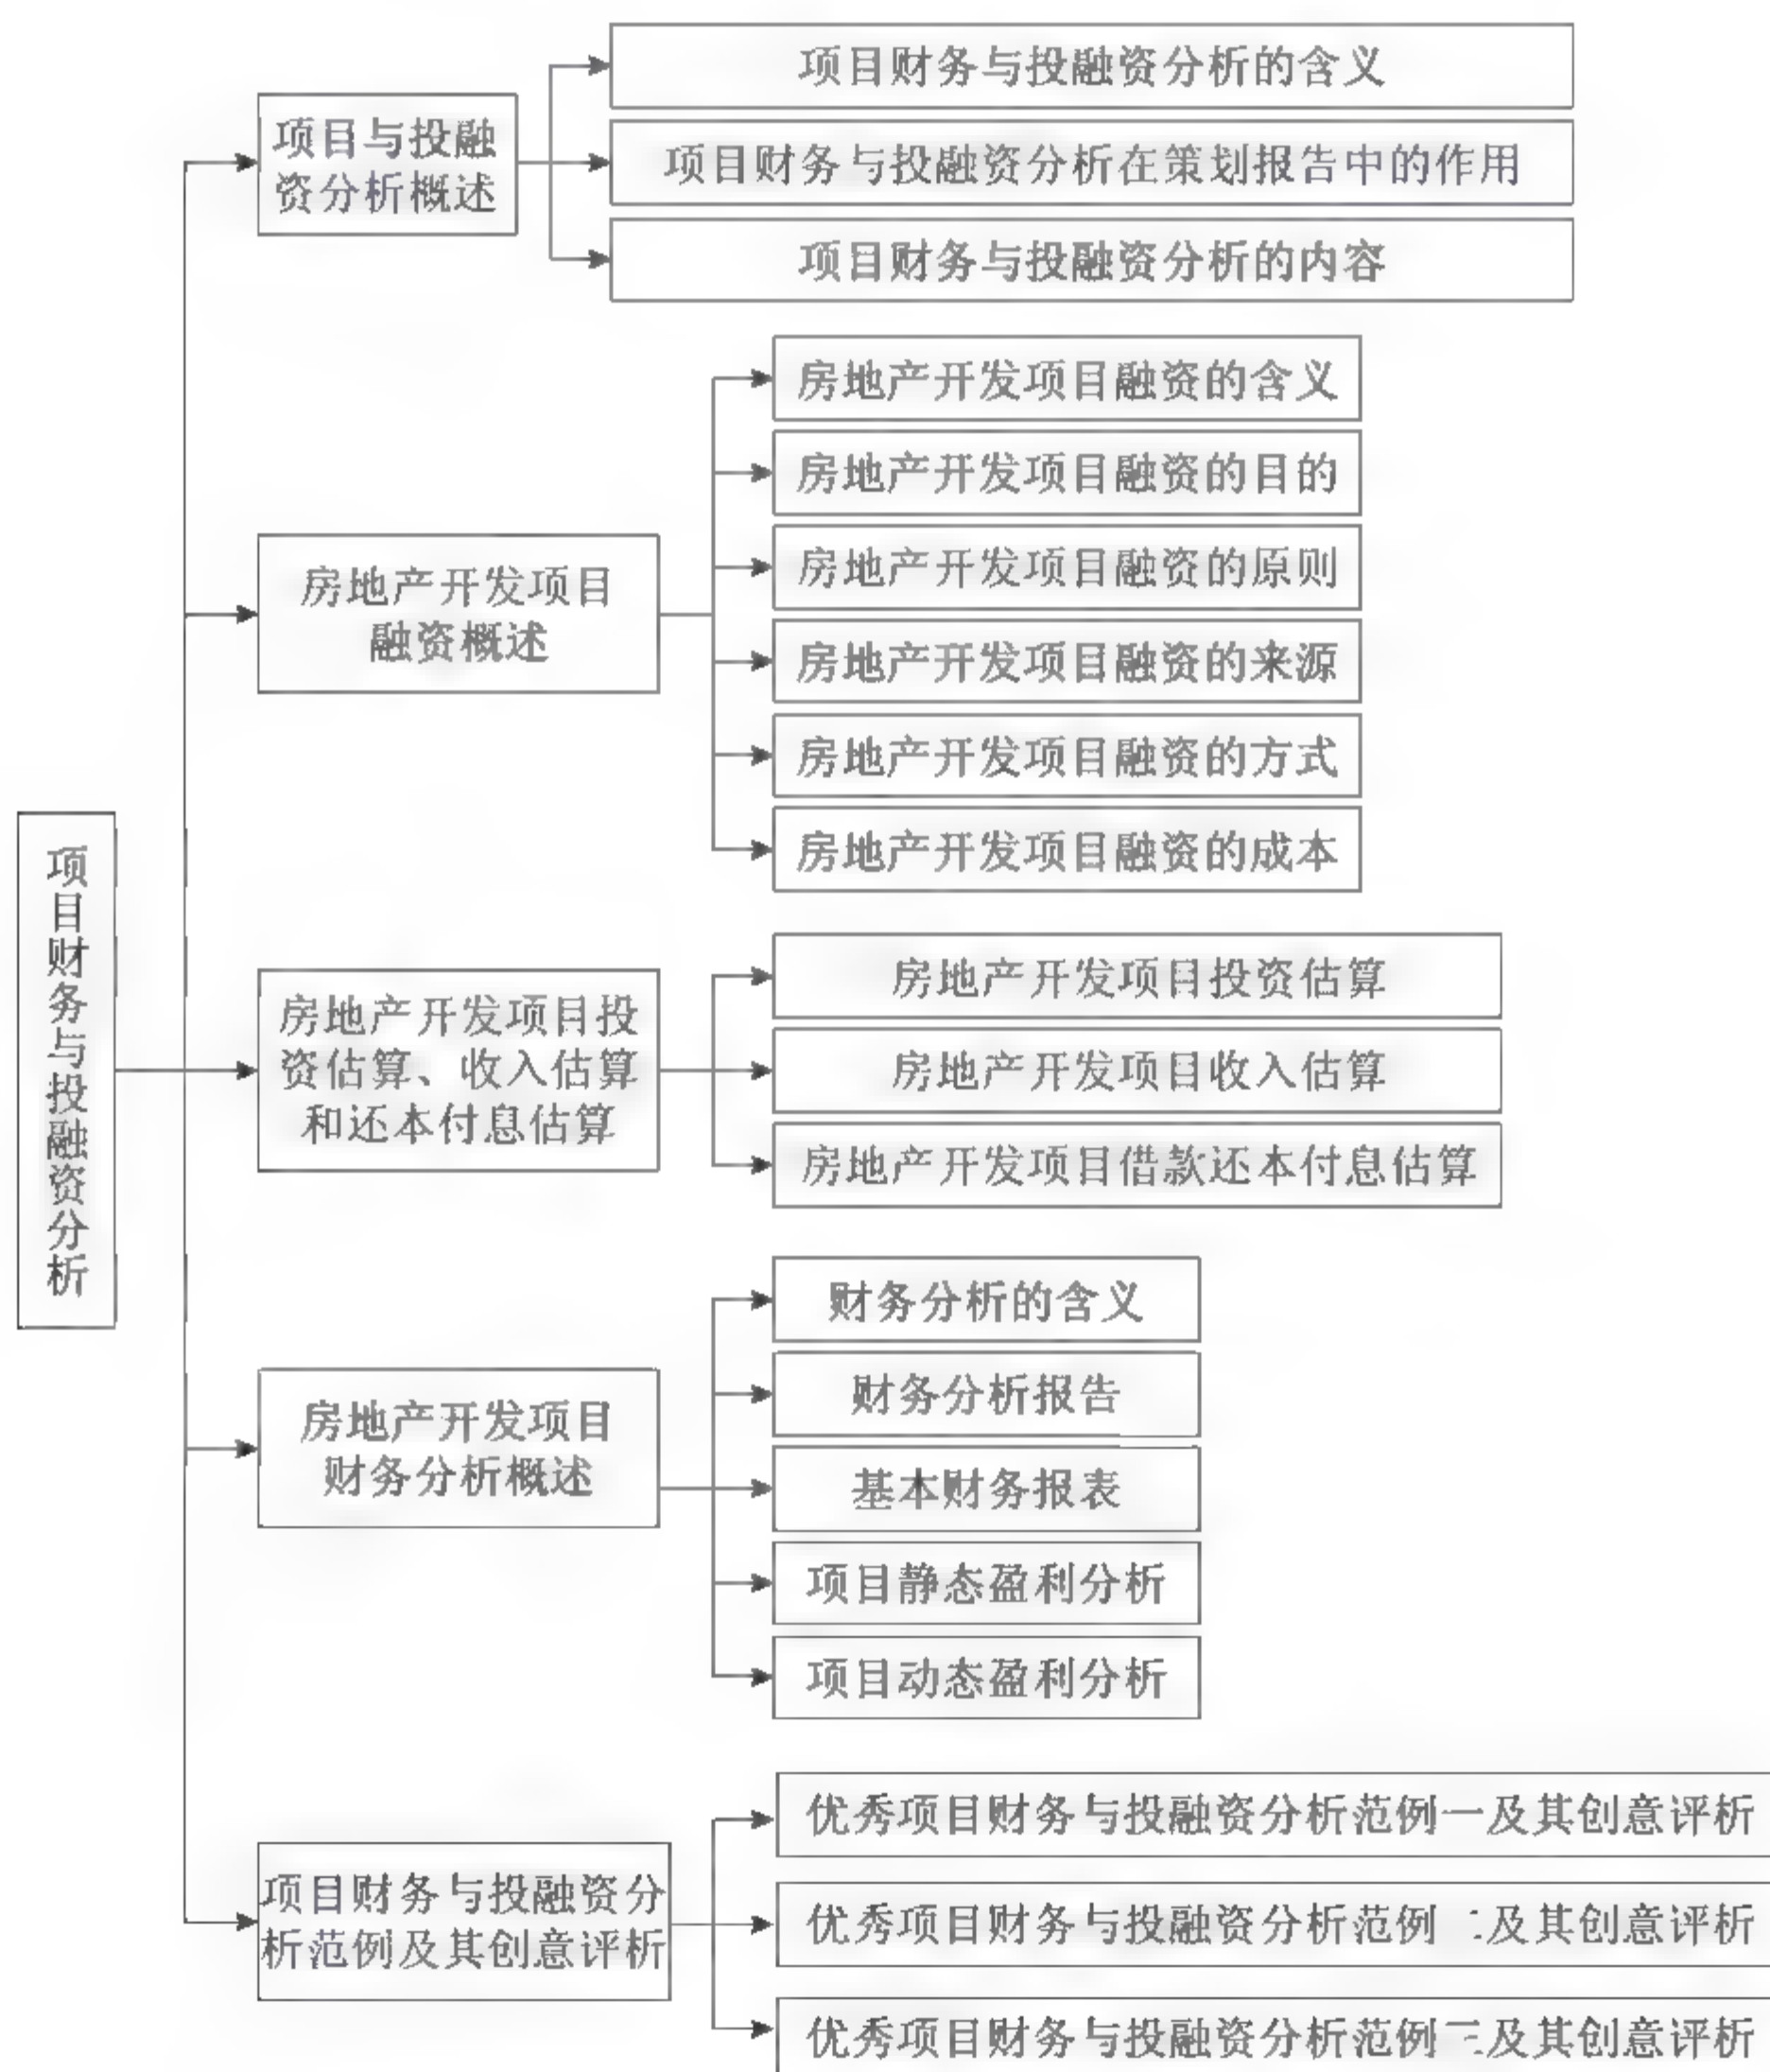 项目财务与投融资分析
项目与投融
资分析概述
项目财务与投融资分析的含义
项目财务与投融资分析在策划报告中的作用
项目财务与投融资分析的内容
房地产开发项目
融资概述
房地产开发项目融资的含义
房地产开发项目融资的目的
房地产开发项目融资的原则
房地产开发项目融资的来源
房地产开发项目融资的方式
房地产开发项目融资的成本
房地产开发项目投
资估算、收入估算
和还本付息估算
房地产开发项目投资估算
房地产开发项目收入估算
房地产开发项目借款还本付息估算
房地产开发项目
财务分析概述
财务分析的含义
财务分析报告
基本财务报表
项目静态盈利分析
项目动态盈利分析
项目财务与投融资分
析范例及其创意评析
优秀项目财务与投融资分析范例一及其创意评析
优秀项目财务与投融资分析范例二及其创意评析
优秀项目财务与投融资分析范例三及其创意评析